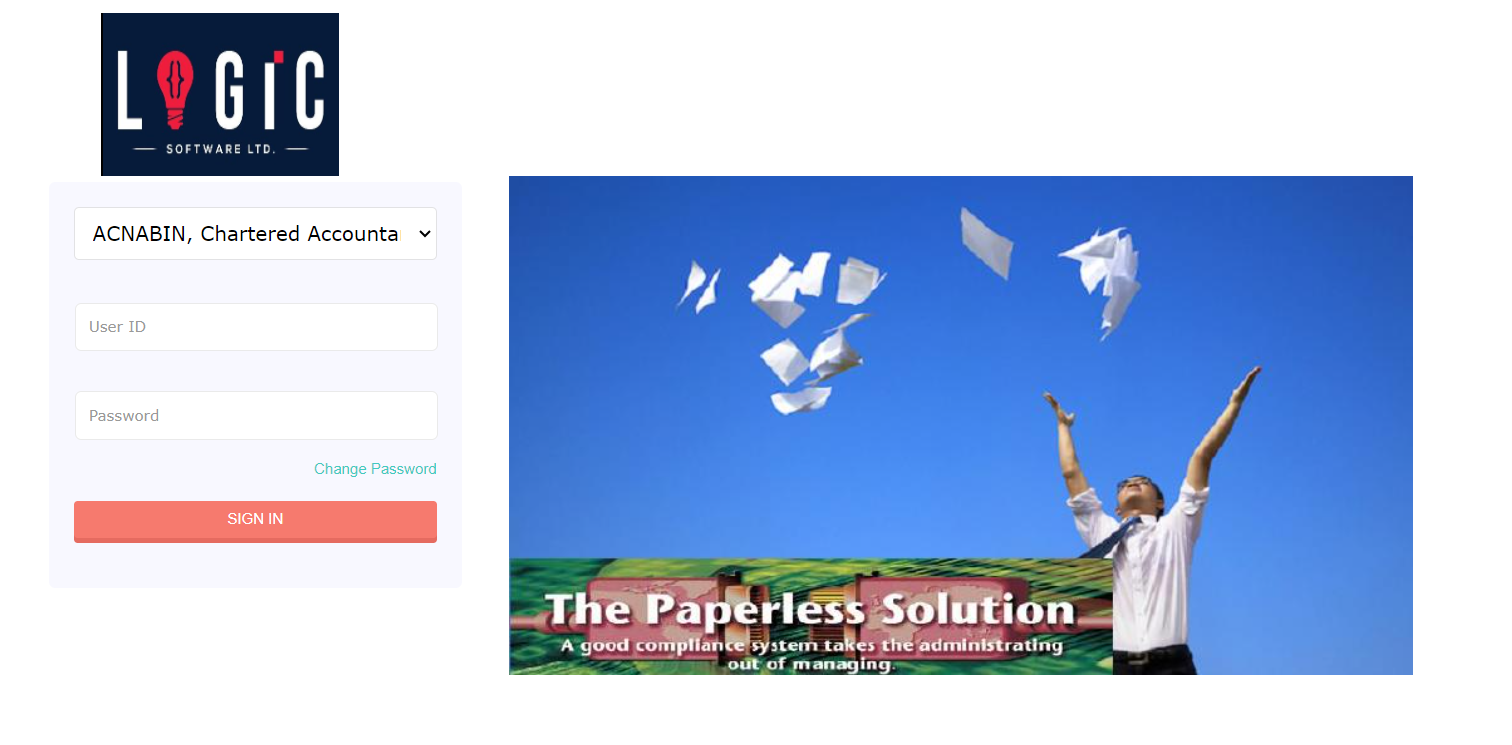 LOGIC
SOFTWARE LTD.
ACNABIN, Chartered Accounta
User ID
Password
Change Password
SIGN IN
The Paperless Solution
A good compliance system takes the administrating
out of managing.